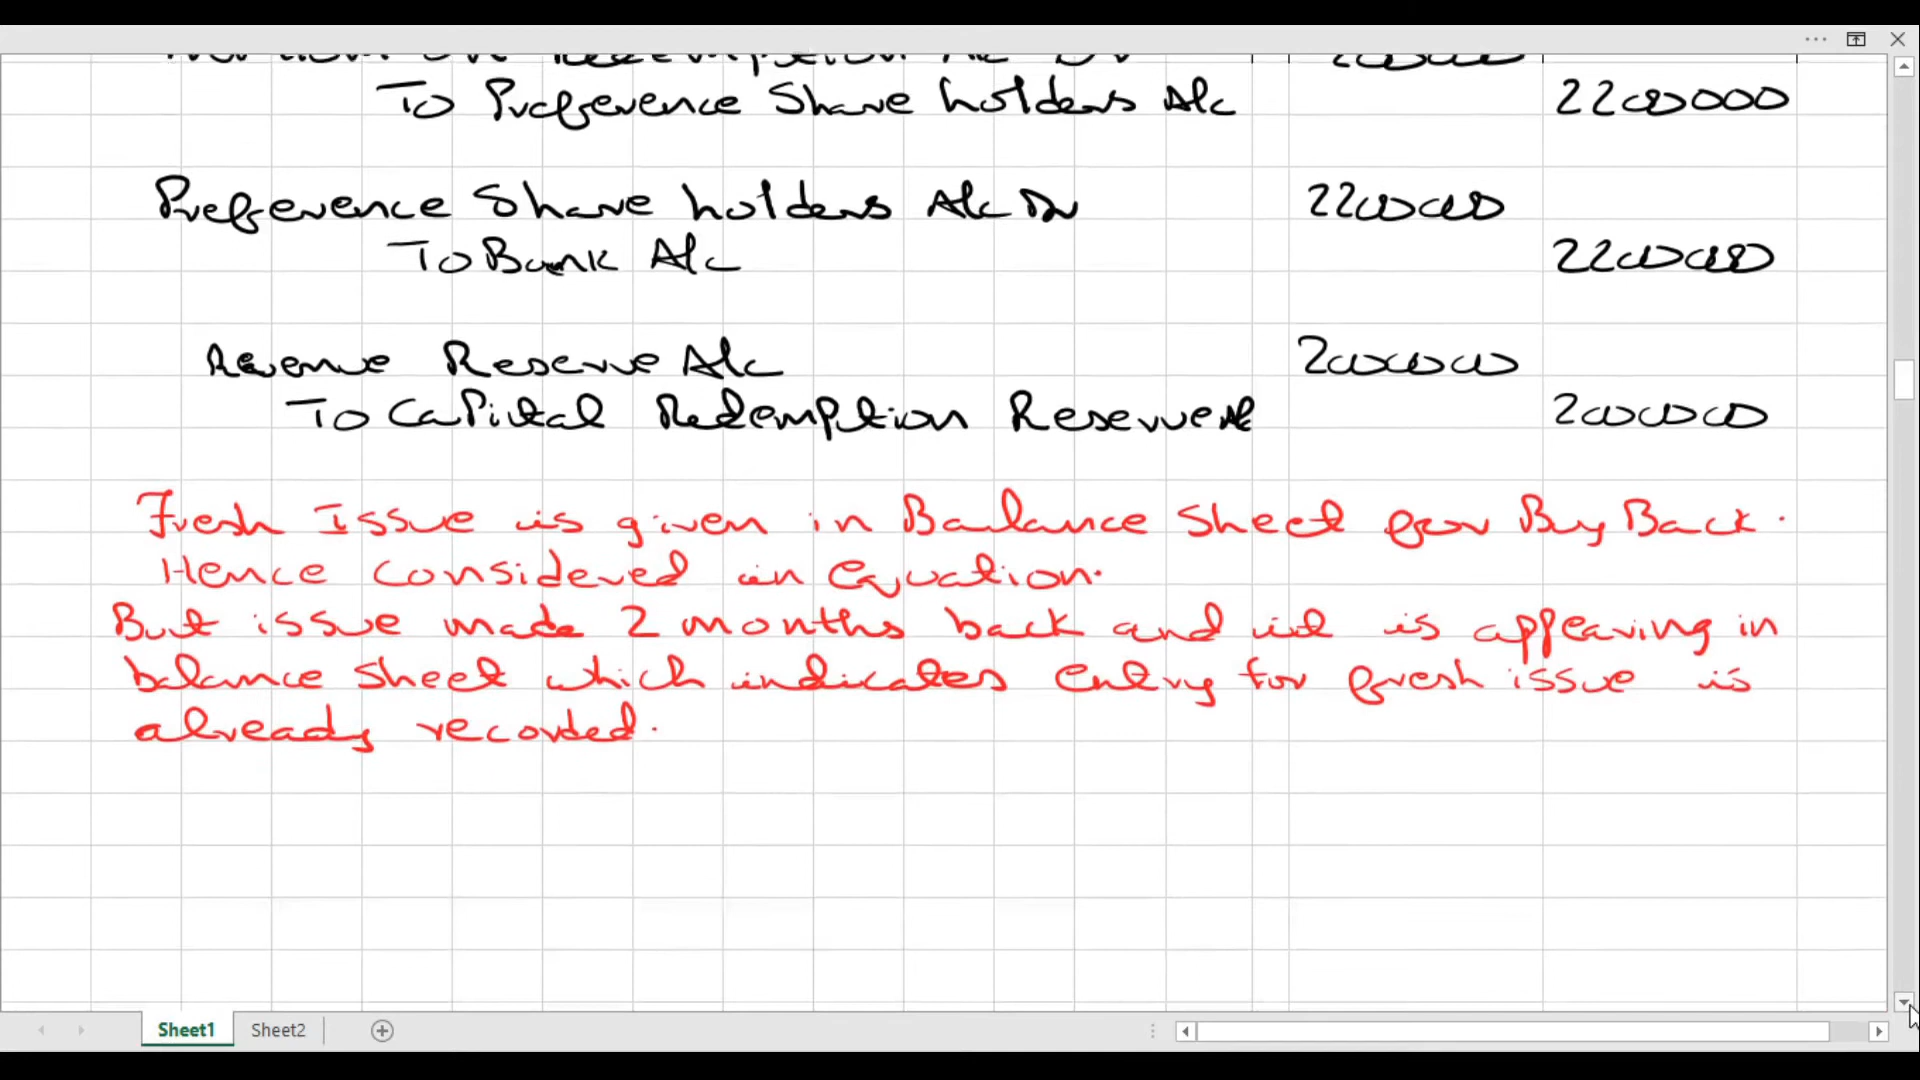 To Preference Share holders A/c 2200000
Preference Share holders A/c Dr 2200000
To Bank A/c 2200000
Revenue Reserve A/c 2000000
To Capital Redemption Reserve A/c 2000000
Fresh Issue is given in Balance Sheet for Buy Back.
Hence considered in equation.
But issue made 2 months back and it is appearing in
balance sheet which indicates entry for fresh issue is
already recorded.
Sheet1 Sheet2